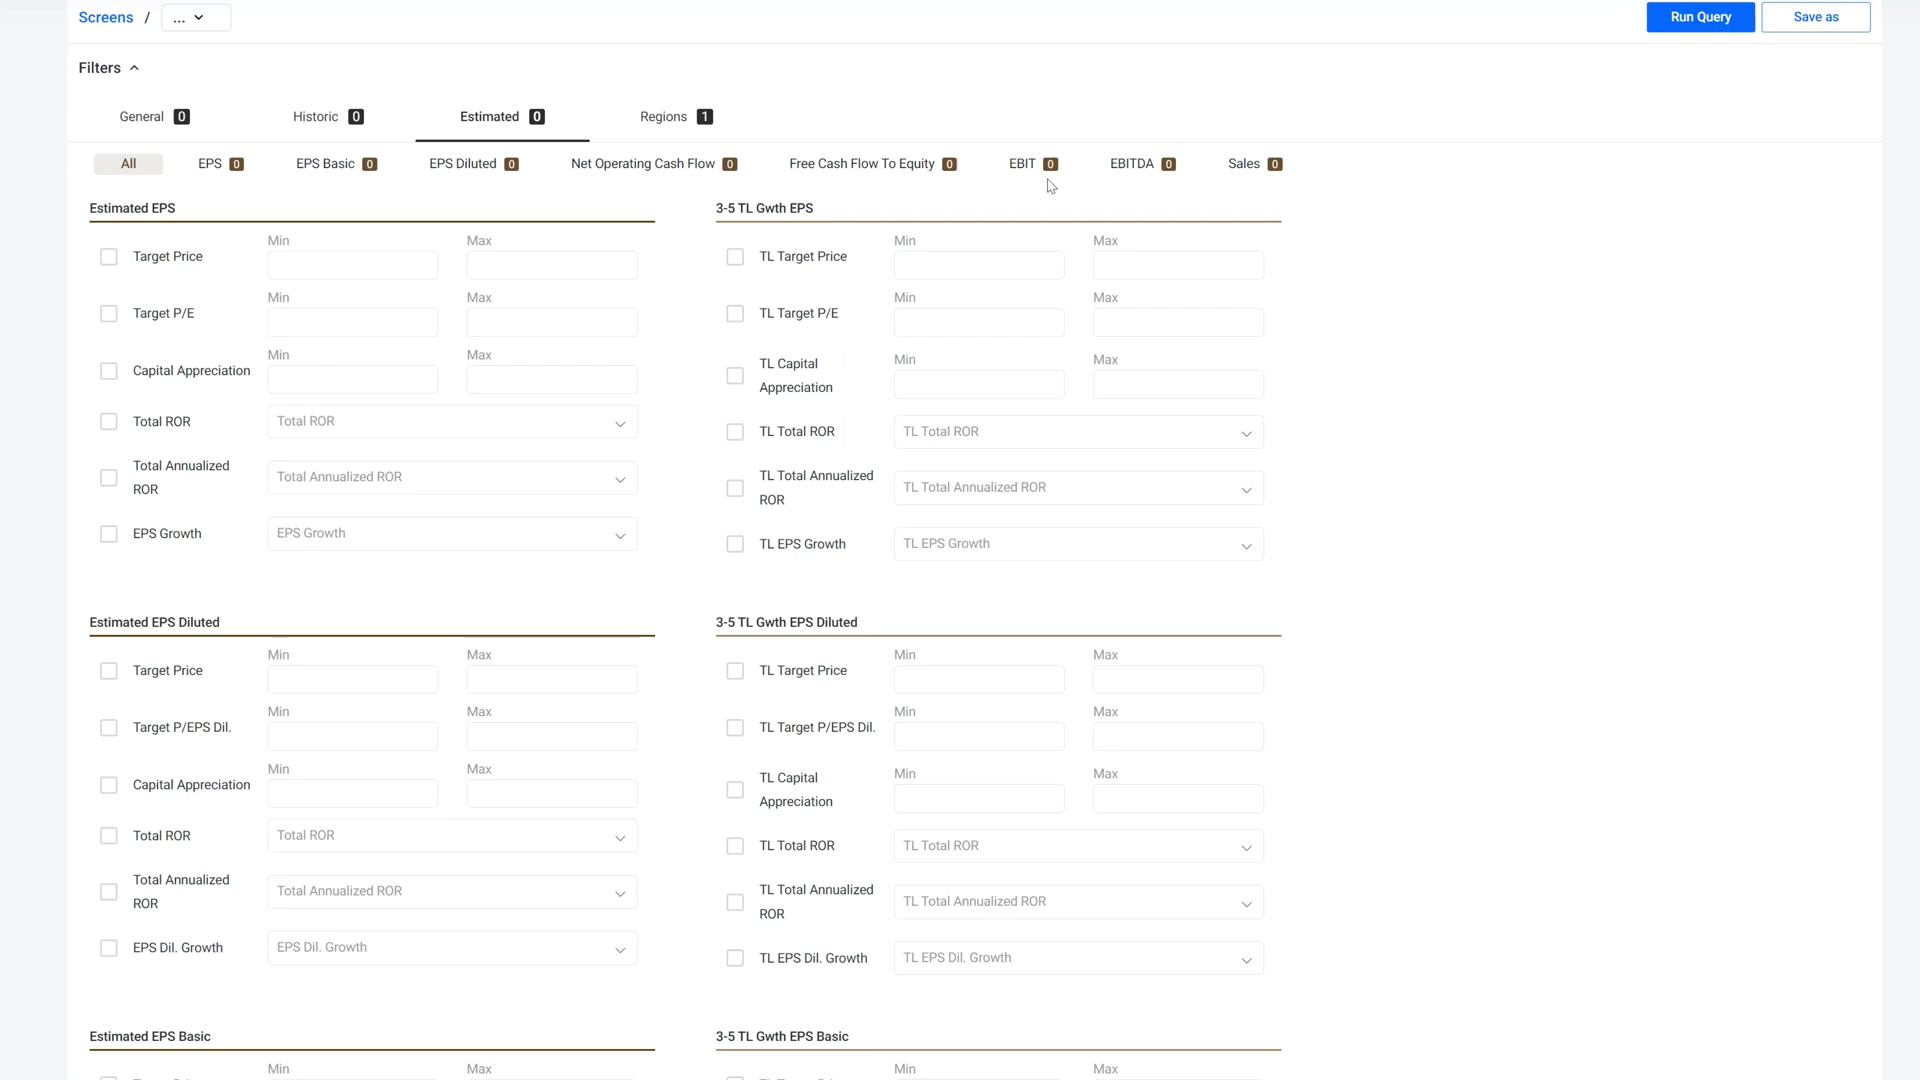 Screens / ...
Run Query
Save as
Filters
General 0
Historic 0
Estimated 0
Regions 1
All
EPS 0
EPS Basic 0
EPS Diluted 0
Net Operating Cash Flow 0
Free Cash Flow To Equity 0
EBIT 0
EBITDA 0
Sales 0
Estimated EPS
Min
Max
Target Price
Min
Max
Target P/E
Min
Max
Capital Appreciation
Total ROR
Total ROR
Total Annualized
ROR
Total Annualized ROR
EPS Growth
EPS Growth
3-5 TL Gwth EPS
Min
Max
TL Target Price
Min
Max
TL Target P/E
Min
Max
TL Capital
Appreciation
TL Total ROR
TL Total ROR
TL Total Annualized
ROR
TL Total Annualized ROR
TL EPS Growth
TL EPS Growth
Estimated EPS Diluted
Min
Max
Target Price
Min
Max
Target P/EPS Dil.
Min
Max
Capital Appreciation
Total ROR
Total ROR
Total Annualized
ROR
Total Annualized ROR
EPS Dil. Growth
EPS Dil. Growth
3-5 TL Gwth EPS Diluted
Min
Max
TL Target Price
Min
Max
TL Target P/EPS Dil.
Min
Max
TL Capital
Appreciation
TL Total ROR
TL Total ROR
TL Total Annualized
ROR
TL Total Annualized ROR
TL EPS Dil. Growth
TL EPS Dil. Growth
Estimated EPS Basic
Min
Max
3-5 TL Gwth EPS Basic
Min
Max